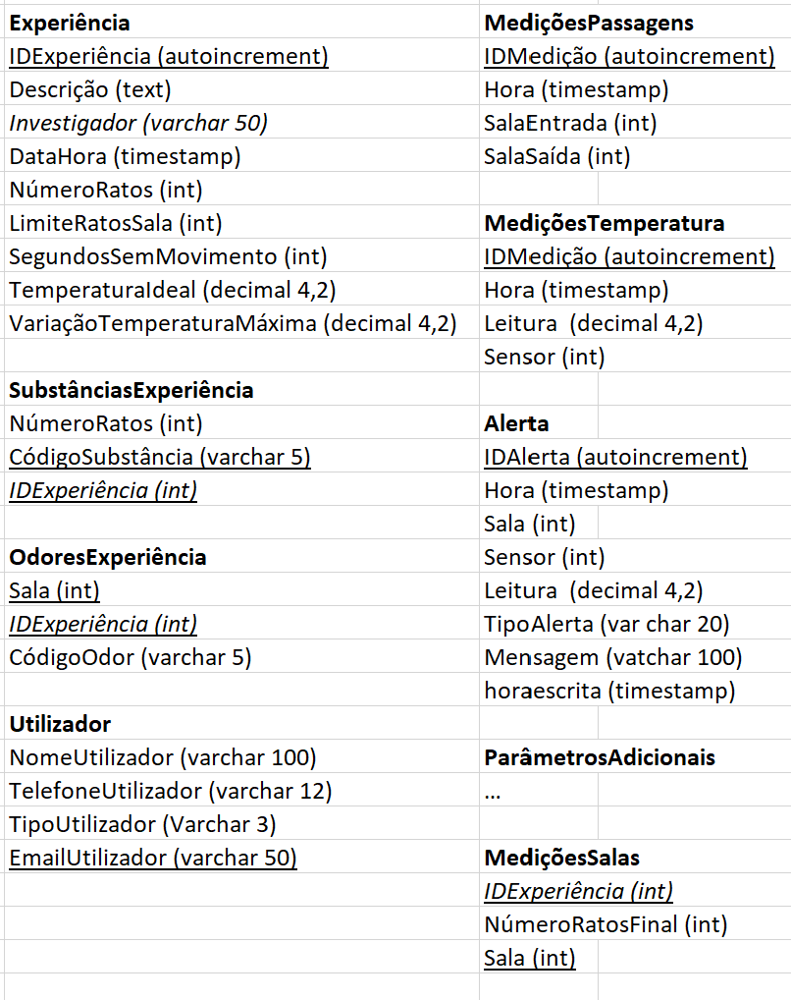 Experiência
IDExperiência (autoincrement)
Descrição (text)
Investigador (varchar 50)
DataHora (timestamp)
NúmeroRatos (int)
LimiteRatosSala (int)
SegundosSemMovimento (int)
TemperaturaIdeal (decimal 4,2)
VariaçãoTemperaturaMáxima (decimal 4,2)
SubstânciasExperiência
NúmeroRatos (int)
CódigoSubstância (varchar 5)
IDExperiência (int)
OdoresExperiência
Sala (int)
IDExperiência (int)
CódigoOdor (varchar 5)
Utilizador
NomeUtilizador (varchar 100)
TelefoneUtilizador (varchar 12)
TipoUtilizador (Varchar 3)
EmailUtilizador (varchar 50)
MediçõesPassagens
IDMedição (autoincrement)
Hora (timestamp)
SalaEntrada (int)
SalaSaída (int)
MediçõesTemperatura
IDMedição (autoincrement)
Hora (timestamp)
Leitura  (decimal 4,2)
Sensor (int)
Alerta
IDAlerta (autoincrement)
Hora (timestamp)
Sala (int)
Sensor (int)
Leitura  (decimal 4,2)
TipoAlerta (var char 20)
Mensagem (vatchar 100)
horaescrita (timestamp)
ParâmetrosAdicionais
...
MediçõesSalas
IDExperiência (int)
NúmeroRatosFinal (int)
Sala (int)